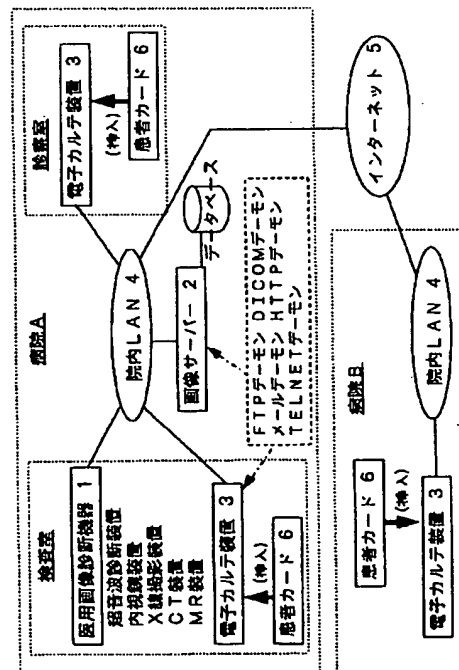 病院A
検査室
医用画像診断機器 1
超音波診断装置
内視鏡装置
X線撮影装置
CT装置
MR装置
電子カルテ装置 3
(挿入)
患者カード 6
院内LAN 4
画像サーバー 2
データベース
FTPデーモン DICOMデーモン
メールデーモン HTTPデーモン
TELNETデーモン
診察室
電子カルテ装置 3
(挿入)
患者カード 6
病院B
患者カード 6
(挿入)
電子カルテ装置 3
院内LAN 4
インターネット 5